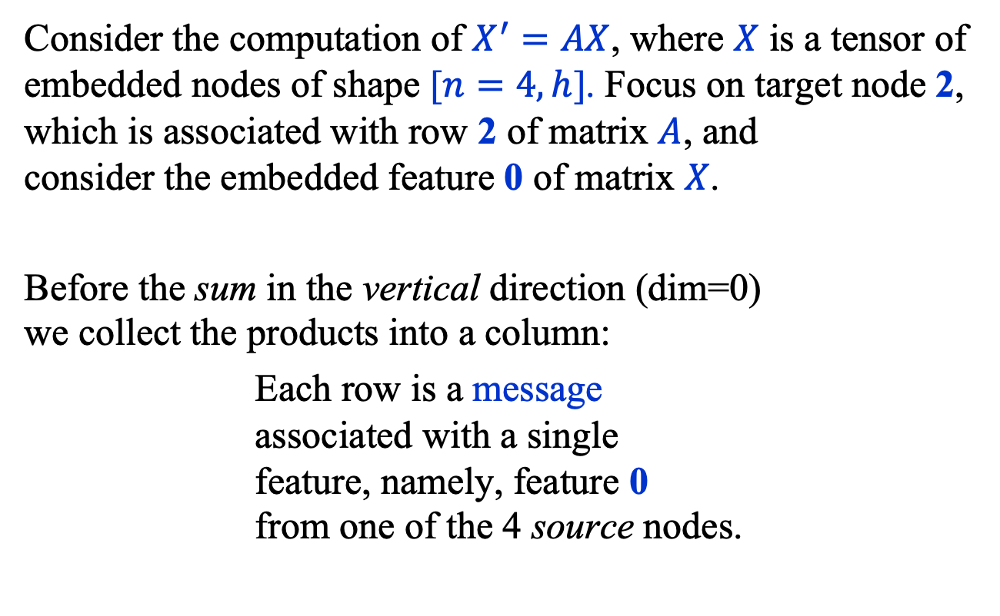 Consider the computation of X′ = AX, where X is a tensor of
embedded nodes of shape [n = 4, h]. Focus on target node 2,
which is associated with row 2 of matrix A, and
consider the embedded feature 0 of matrix X.
Before the sum in the vertical direction (dim=0)
we collect the products into a column:
Each row is a message
associated with a single
feature, namely, feature 0
from one of the 4 source nodes.